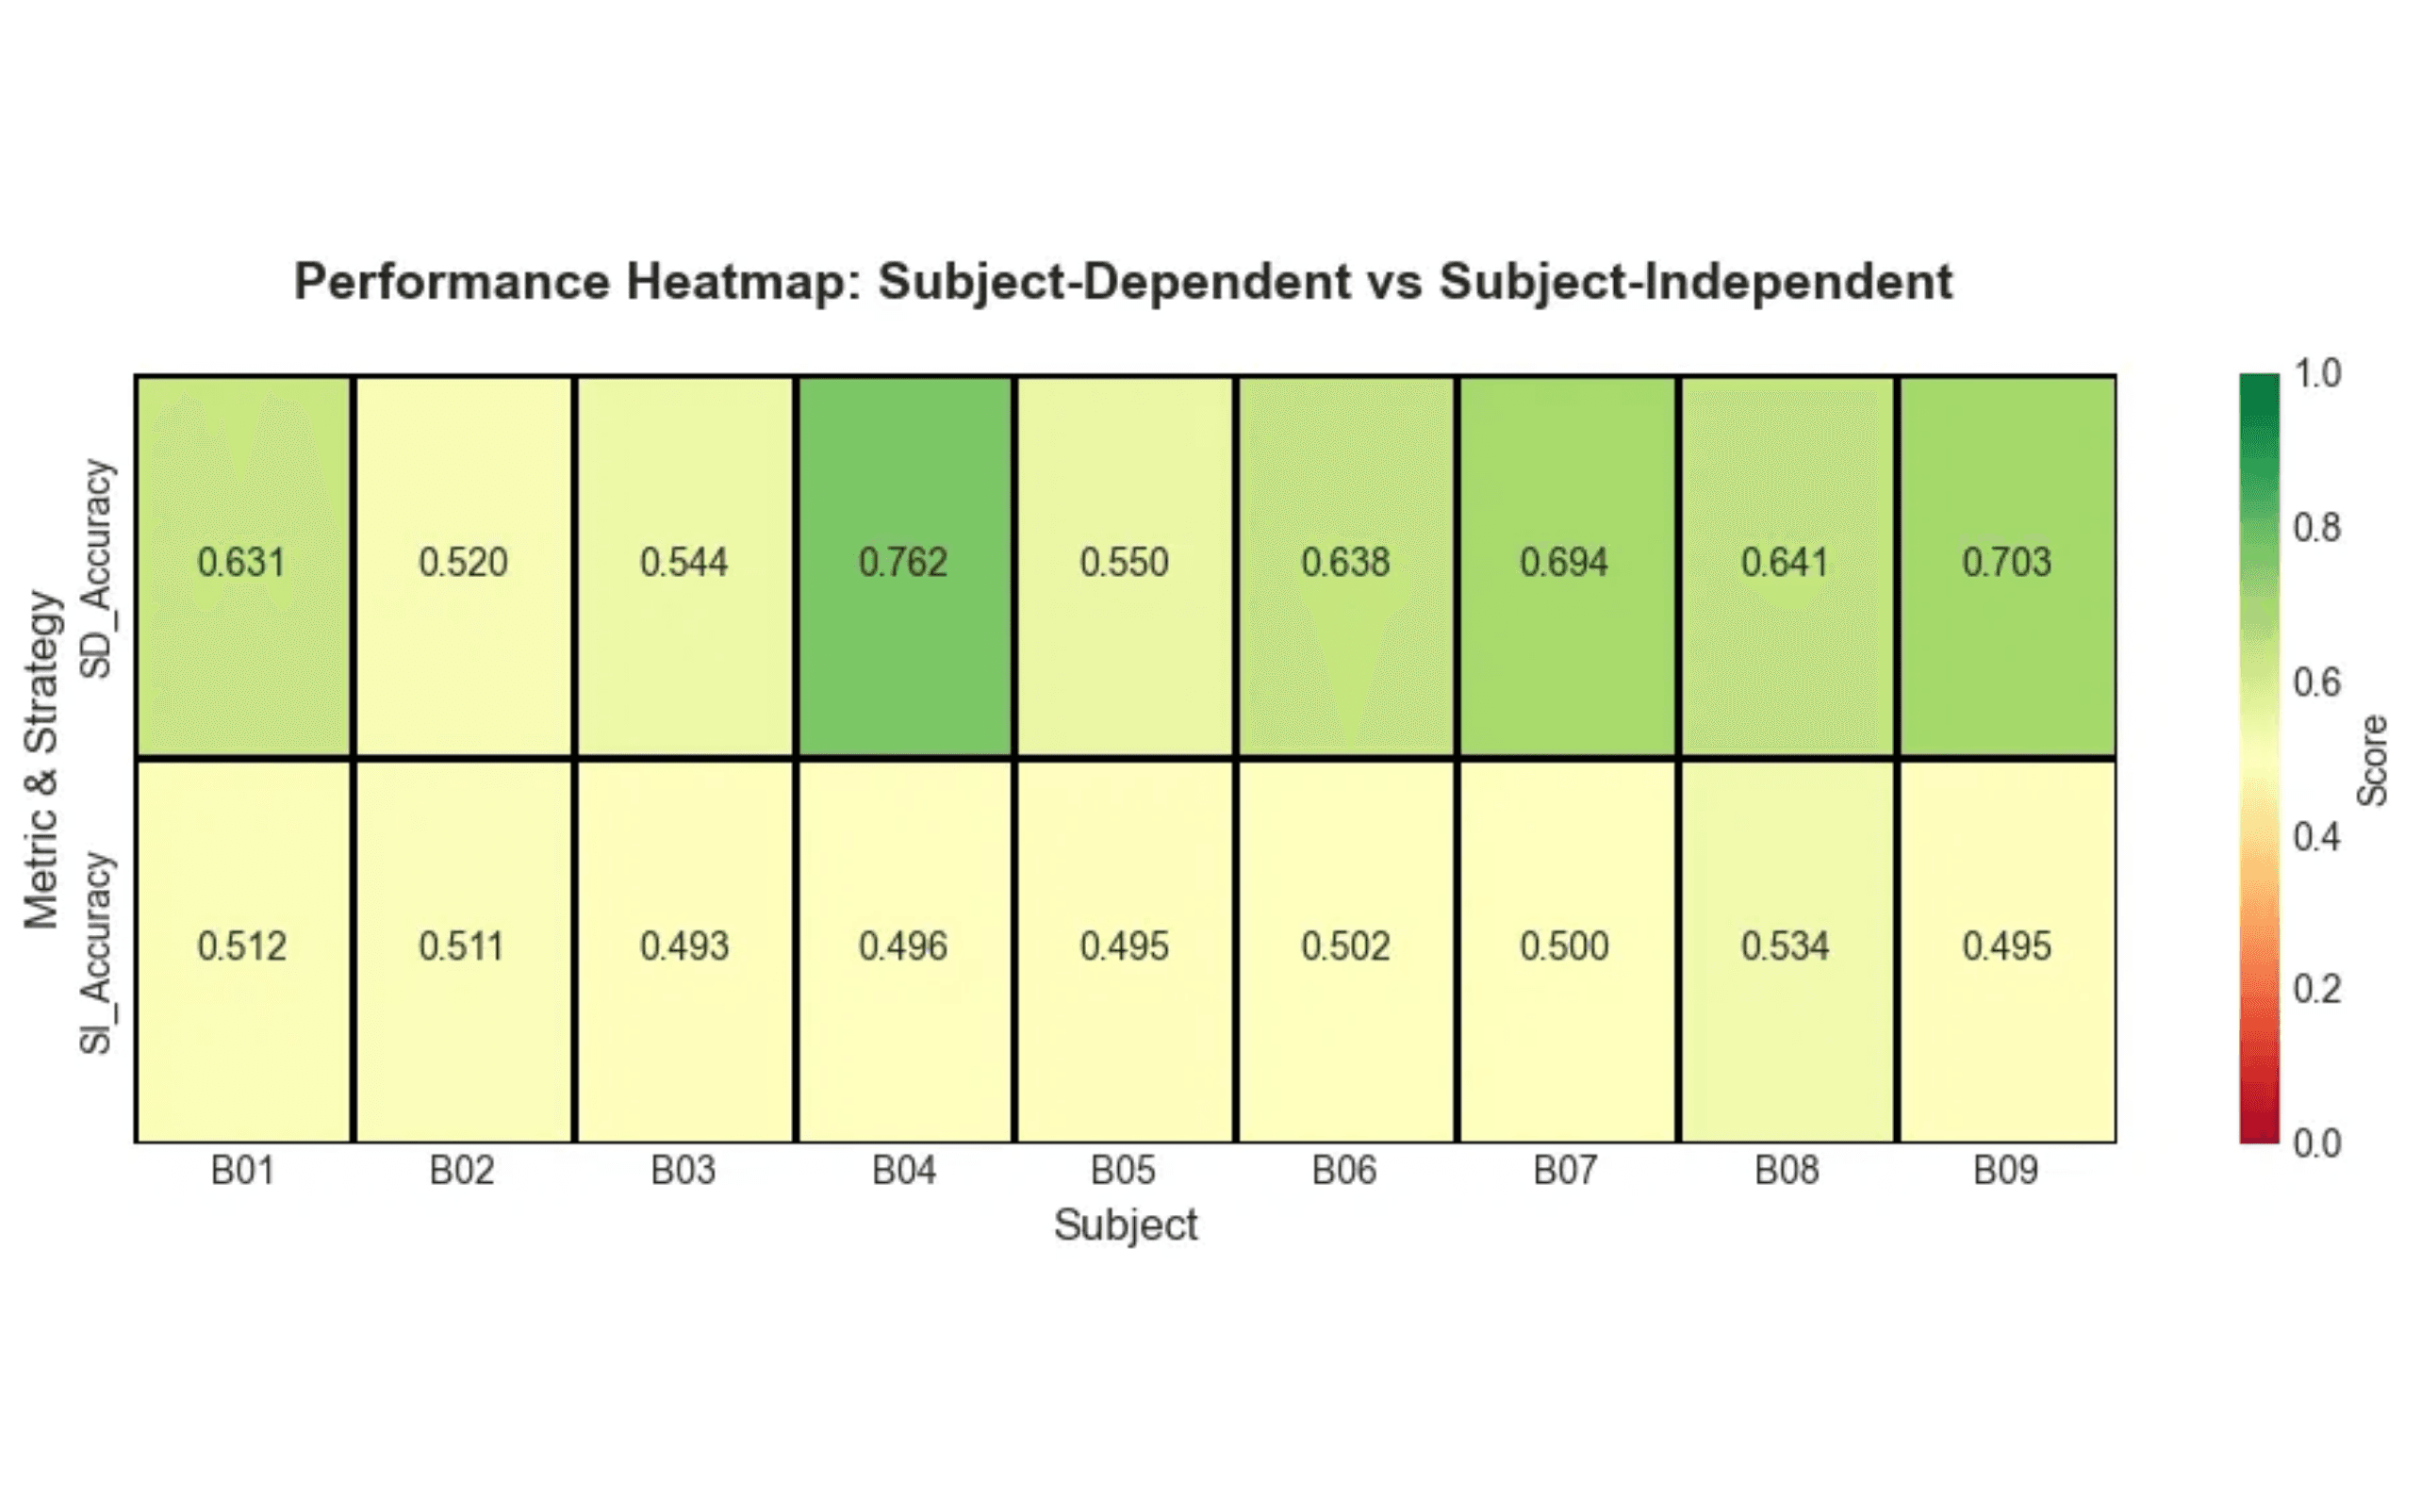 Performance Heatmap: Subject-Dependent vs Subject-Independent
Metric & Strategy
SD_Accuracy
0.631 0.520 0.544 0.762 0.550 0.638 0.694 0.641 0.703
SI_Accuracy
0.512 0.511 0.493 0.496 0.495 0.502 0.500 0.534 0.495
B01 B02 B03 B04 B05 B06 B07 B08 B09
Subject
1.0
0.8
0.6
0.4
0.2
0.0
Score